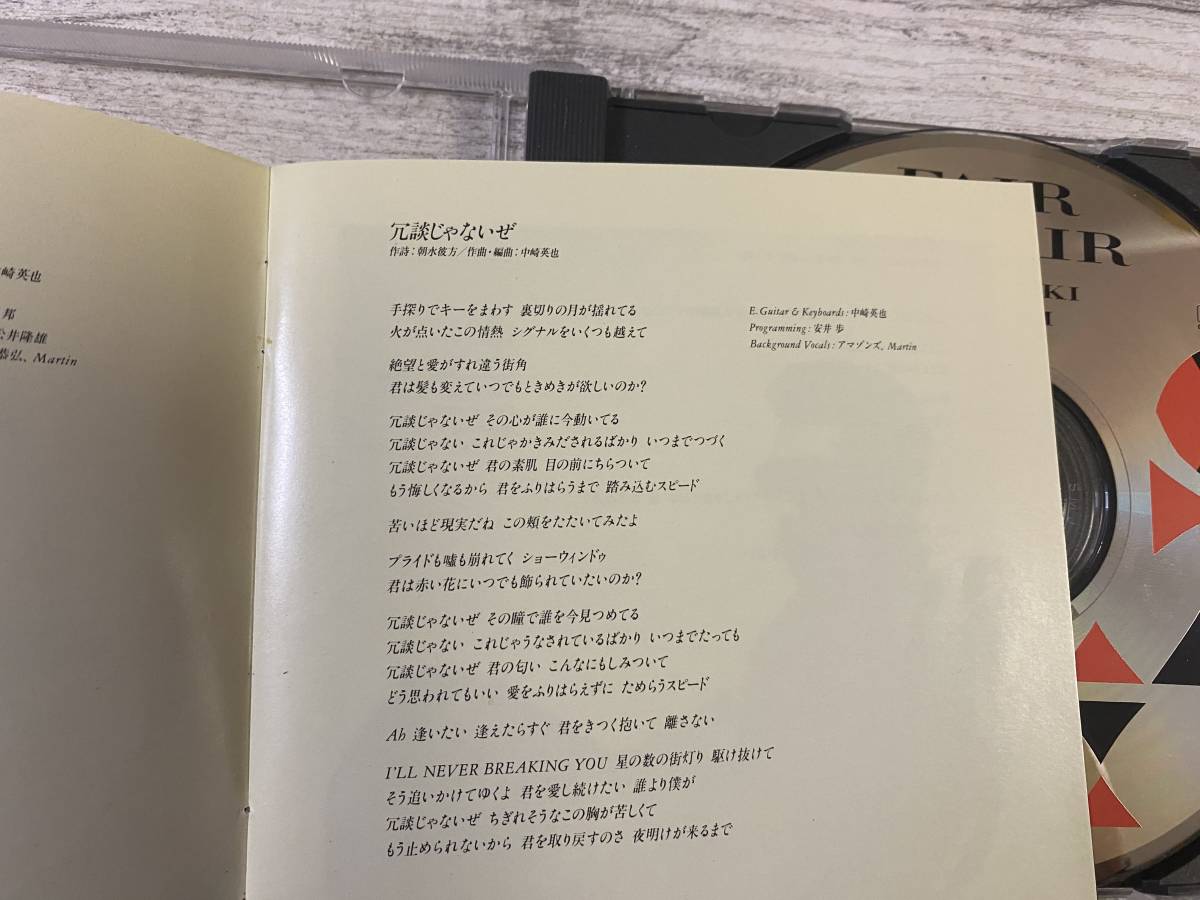 崎英也
邦
松井隆雄
恭弘、Martin
冗談じゃないぜ
作詩：朝水彼方／作曲・編曲：中崎英也
手探りでキーをまわす 裏切りの月が揺れてる
火が点いたこの情熱 シグナルをいくつも越えて
絶望と愛がすれ違う街角
君は髪も変えていつでもときめきが欲しいのか?
冗談じゃないぜ その心が誰に今動いてる
冗談じゃない これじゃかきみだされるばかり いつまでつづく
冗談じゃないぜ 君の素肌 目の前にちらついて
もう悔しくなるから 君をふりはらうまで 踏み込むスピード
苦いほど現実だね この頬をたたいてみたよ
プライドも嘘も崩れてく ショーウィンドゥ
君は赤い花にいつでも飾られていたいのか?
冗談じゃないぜ その瞳で誰を今見つめてる
冗談じゃない これじゃうなされているばかり いつまでたっても
冗談じゃないぜ 君の匂い こんなにもしみついて
どう思われてもいい 愛をふりはらえずに ためらうスピード
Ah 逢いたい 逢えたらすぐ 君をきつく抱いて 離さない
I'LL NEVER BREAKING YOU 星の数の街灯り 駆け抜けて
そう追いかけてゆくよ 君を愛し続けたい 誰より僕が
冗談じゃないぜ ちぎれそうなこの胸が苦しくて
もう止められないから 君を取り戻すのさ 夜明けが来るまで
E.Guitar & Keyboards : 中崎英也
Programming : 安井 歩
Background Vocals : アマゾンズ、Martin
FAIR
IR
KI
I